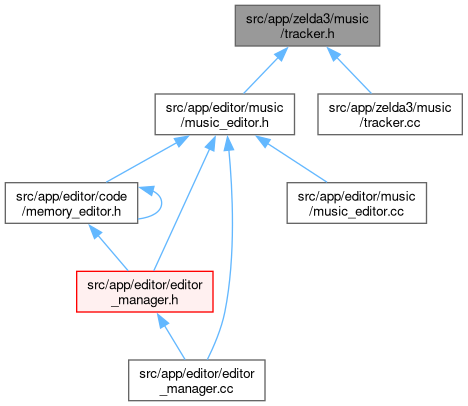 src/app/zelda3/music
/tracker.h
src/app/editor/music
/music_editor.h
src/app/zelda3/music
/tracker.cc
src/app/editor/code
/memory_editor.h
src/app/editor/music
/music_editor.cc
src/app/editor/editor
_manager.h
src/app/editor/editor
_manager.cc